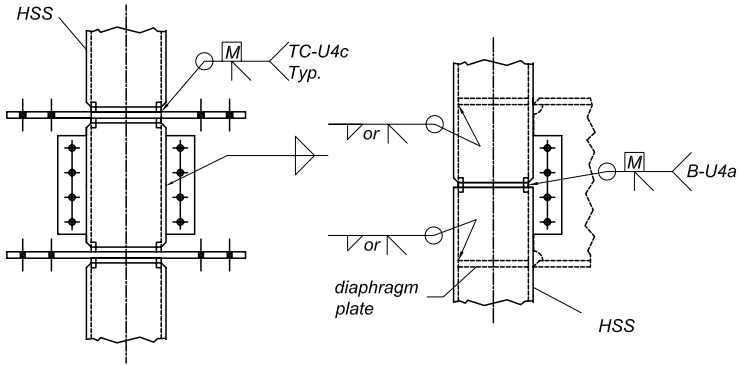 HSS
M
TC-U4c
Typ.
or
M
B-U4a
or
diaphragm
plate
HSS